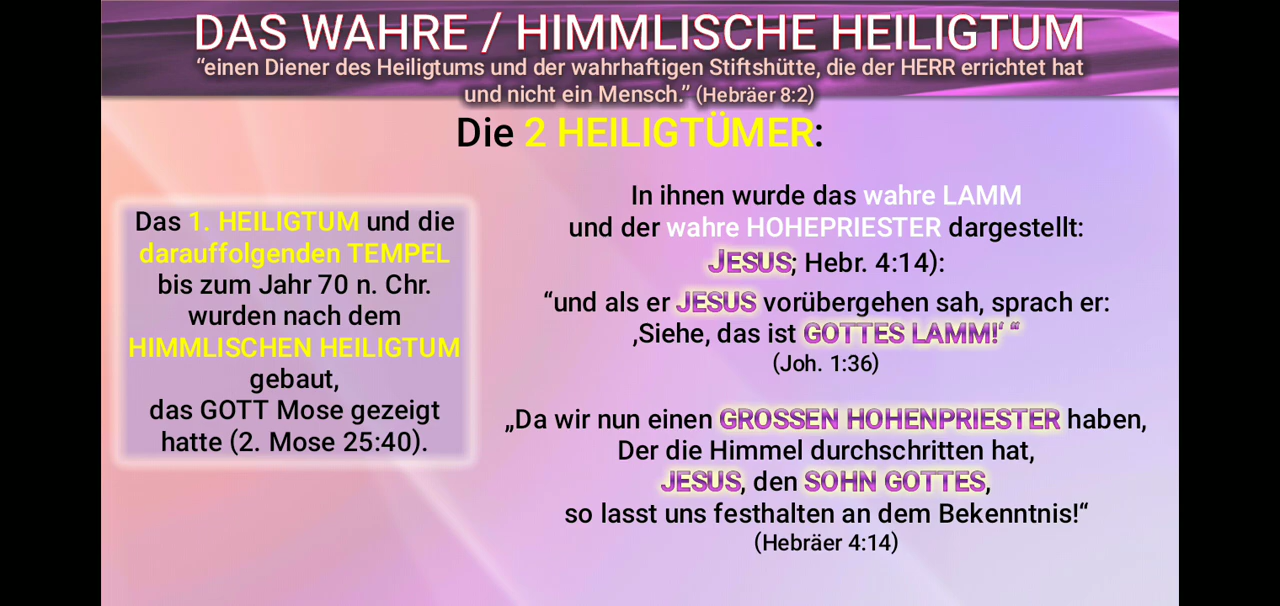 DAS WAHRE / HIMMLISCHE HEILIGTUM
“einen Diener des Heiligtums und der wahrhaftigen Stiftshütte, die der HERR errichtet hat
und nicht ein Mensch.” (Hebräer 8:2)
Die 2 HEILIGTÜMER:
Das 1. HEILIGTUM und die
darauffolgenden TEMPEL
bis zum Jahr 70 n. Chr.
wurden nach dem
HIMMLISCHEN HEILIGTUM
gebaut,
das GOTT Mose gezeigt
hatte (2. Mose 25:40).
In ihnen wurde das wahre LAMM
und der wahre HOHEPRIESTER dargestellt:
JESUS; Hebr. 4:14):
“und als er JESUS vorübergehen sah, sprach er:
‚Siehe, das ist GOTTES LAMM!‘ “
(Joh. 1:36)
„Da wir nun einen GROSSEN HOHENPRIESTER haben,
Der die Himmel durchschritten hat,
JESUS, den SOHN GOTTES,
so lasst uns festhalten an dem Bekenntnis!“
(Hebräer 4:14)